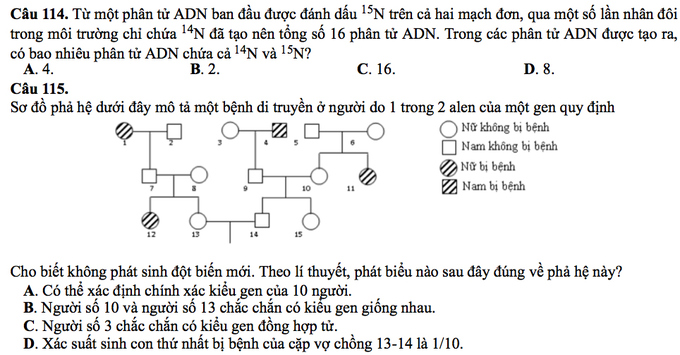 Câu 114. Từ một phân tử ADN ban đầu được đánh dấu ¹⁵N trên cả hai mạch đơn, qua một số lần nhân đôi
trong môi trường chỉ chứa ¹⁴N đã tạo nên tổng số 16 phân tử ADN. Trong các phân tử ADN được tạo ra,
có bao nhiêu phân tử ADN chứa cả ¹⁴N và ¹⁵N?
A. 4. B. 2. C. 16. D. 8.
Câu 115.
Sơ đồ phả hệ dưới đây mô tả một bệnh di truyền ở người do 1 trong 2 alen của một gen quy định
1 2 3 4 5 6
Nữ không bị bệnh
Nam không bị bệnh
Nữ bị bệnh
Nam bị bệnh
7 8 9 10 11
12 13 14 15
Cho biết không phát sinh đột biến mới. Theo lí thuyết, phát biểu nào sau đây đúng về phả hệ này?
A. Có thể xác định chính xác kiểu gen của 10 người.
B. Người số 10 và người số 13 chắc chắn có kiểu gen giống nhau.
C. Người số 3 chắc chắn có kiểu gen đồng hợp tử.
D. Xác suất sinh con thứ nhất bị bệnh của cặp vợ chồng 13-14 là 1/10.